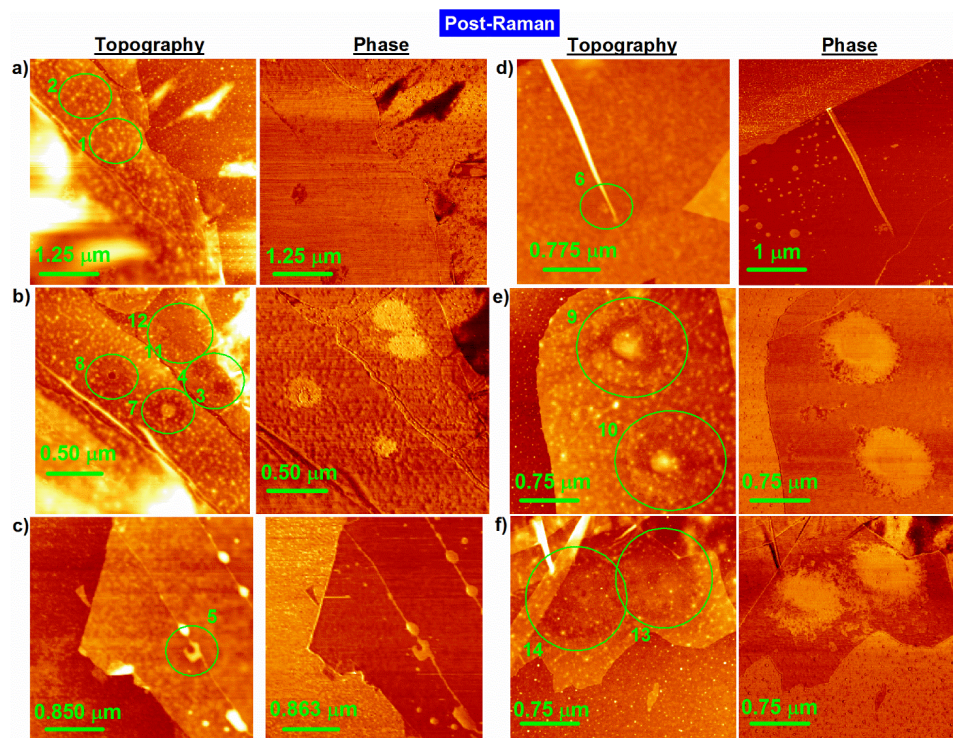 Post-Raman
Topography Phase Topography Phase
a) 2 1 1.25 μm 1.25 μm
d) 6 0.775 μm 1 μm
b) 12 11 8 4 3 7 0.50 μm 0.50 μm
e) 9 10 0.75 μm 0.75 μm
c) 5 0.850 μm 0.863 μm
f) 13 14 0.75 μm 0.75 μm